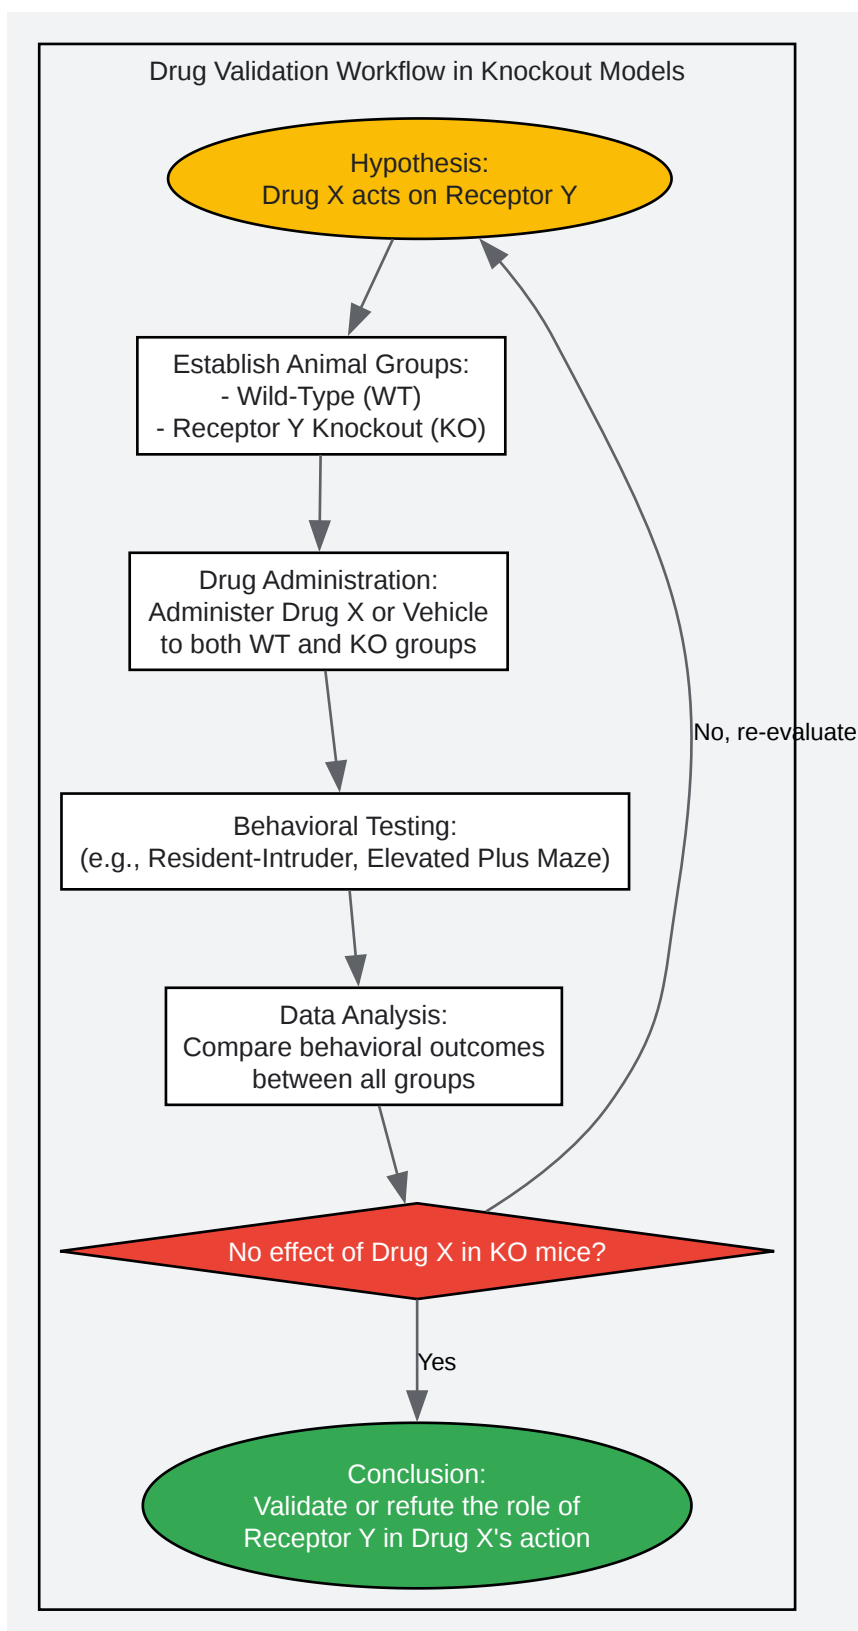 Drug Validation Workflow in Knockout Models
Hypothesis:
Drug X acts on Receptor Y
Establish Animal Groups:
- Wild-Type (WT)
- Receptor Y Knockout (KO)
Drug Administration:
Administer Drug X or Vehicle
to both WT and KO groups
No, re-evaluate
Behavioral Testing:
(e.g., Resident-Intruder, Elevated Plus Maze)
Data Analysis:
Compare behavioral outcomes
between all groups
No effect of Drug X in KO mice?
Yes
Conclusion:
Validate or refute the role of
Receptor Y in Drug X's action